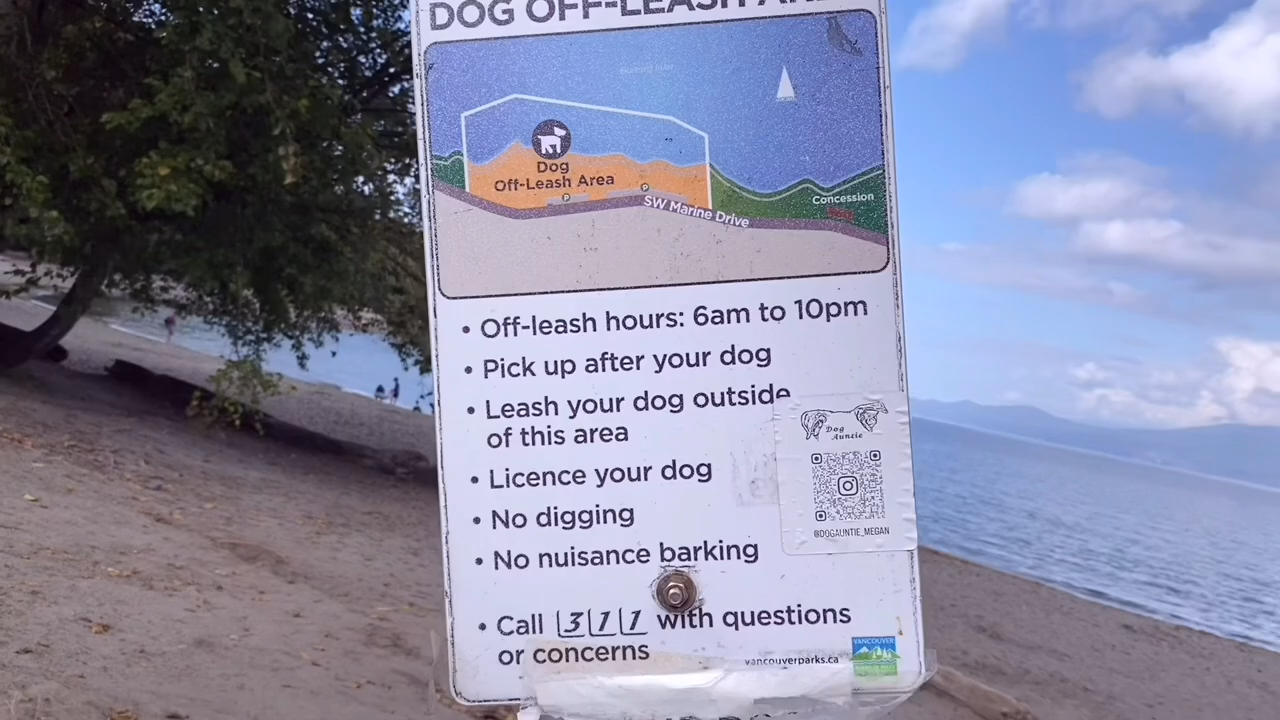 DOG OFF-LEASH
Dog
Off-Leash Area
P
P
SW Marine Drive
Concession
• Off-leash hours: 6am to 10pm
• Pick up after your dog
• Leash your dog outside
of this area
• Licence your dog
• No digging
• No nuisance barking
• Call 311 with questions
or concerns
Dog
Auntie
@DOGAUNTIE_MEGAN
vancouverparks.ca
VANCOUVER